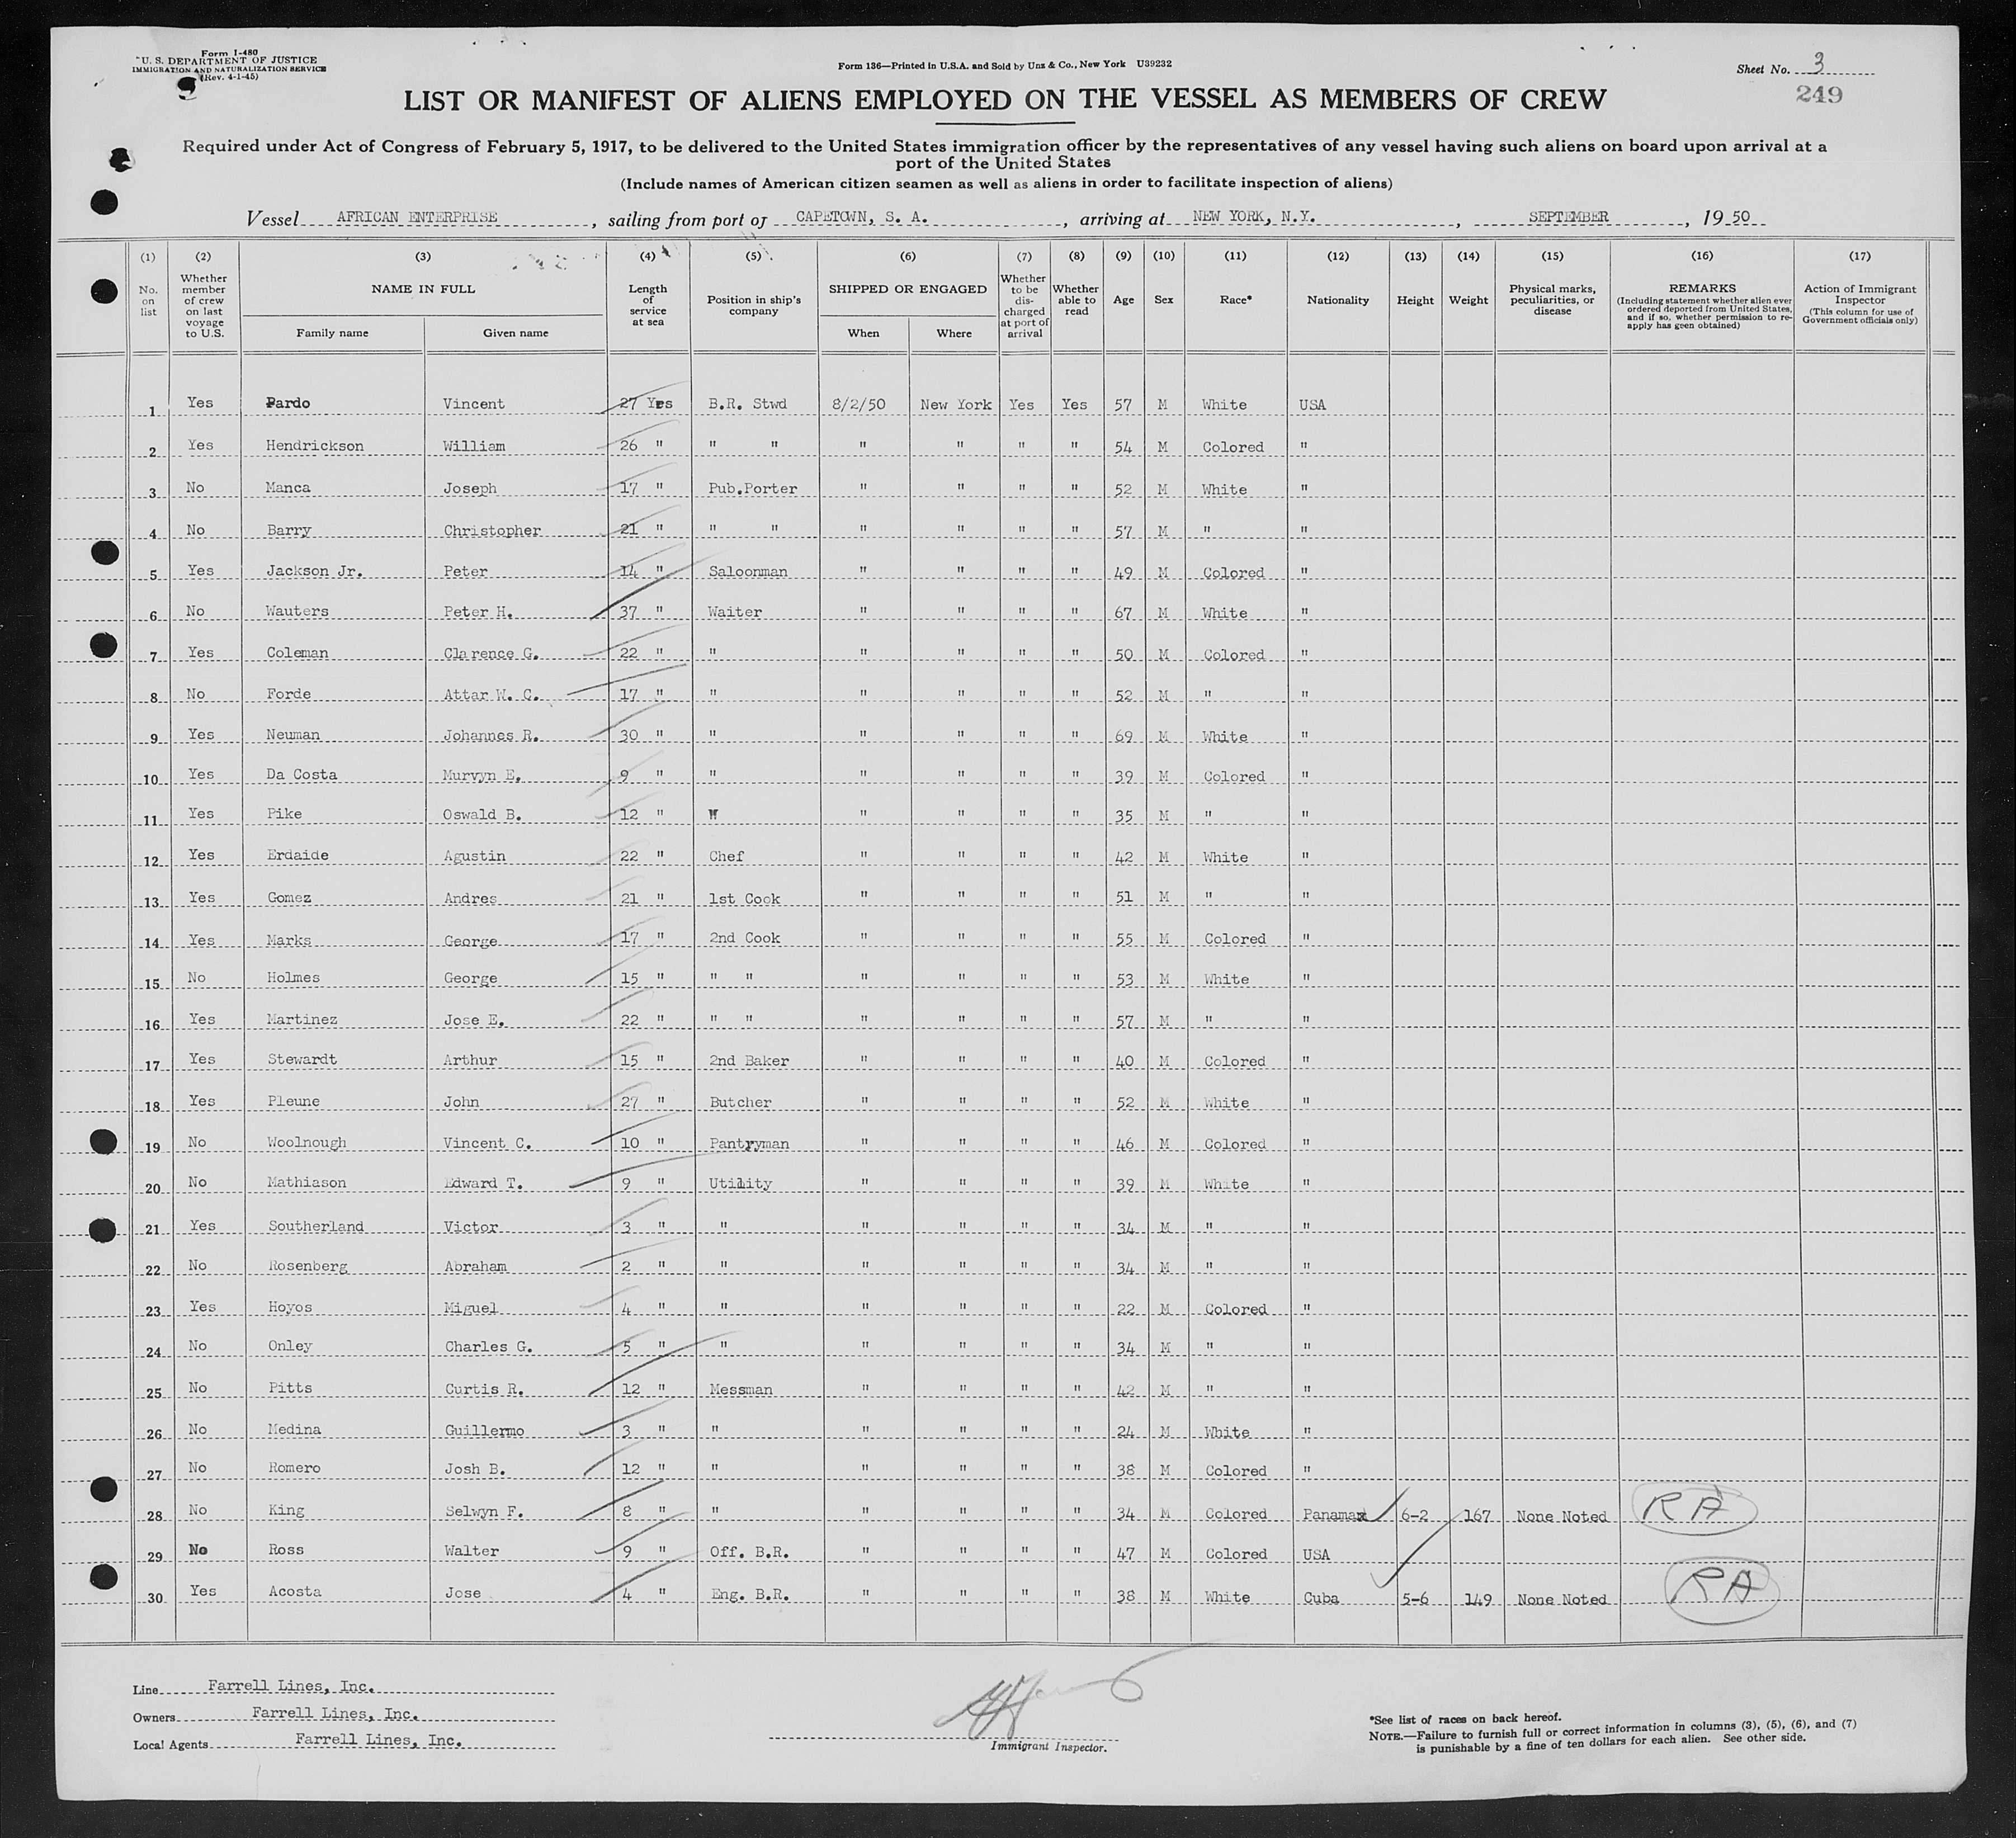 Form I-480
U. S. DEPARTMENT OF JUSTICE
IMMIGRATION AND NATURALIZATION SERVICE
(Rev. 4-1-45)
Form 136—Printed in U.S.A. and Sold by Unz & Co., New York U39232
Sheet No. 3
249
LIST OR MANIFEST OF ALIENS EMPLOYED ON THE VESSEL AS MEMBERS OF CREW
Required under Act of Congress of February 5, 1917, to be delivered to the United States immigration officer by the representatives of any vessel having such aliens on board upon arrival at a
port of the United States
(Include names of American citizen seamen as well as aliens in order to facilitate inspection of aliens)
Vessel AFRICAN ENTERPRISE, sailing from port of CAPETOWN, S. A., arriving at NEW YORK, N.Y., SEPTEMBER, 19 50
(1) (2) (3) (4) (5) (6) (7) (8) (9) (10) (11) (12) (13) (14) (15) (16) (17)
No. on list
Whether member of crew on last voyage to U.S.
NAME IN FULL
Family name Given name
Length of service at sea
Position in ship's company
SHIPPED OR ENGAGED
When Where
Whether to be discharged at port of arrival
Whether able to read
Age
Sex
Race*
Nationality
Height
Weight
Physical marks, peculiarities, or disease
REMARKS
(Including statement whether alien ever ordered deported from United States, and if so, whether permission to re-apply has geen obtained)
Action of Immigrant Inspector
(This column for use of Government officials only)
1 Yes Pardo Vincent 27 Yrs B.R. Stwd 8/2/50 New York Yes Yes 57 M White USA
2 Yes Hendrickson William 26 " " " " " " " 54 M Colored "
3 No Manca Joseph 17 " Pub.Porter " " " " 52 M White "
4 No Barry Christopher 21 " " " " " " " 57 M " "
5 Yes Jackson Jr. Peter 14 " Saloonman " " " " 49 M Colored "
6 No Wauters Peter H. 37 " Waiter " " " " 67 M White "
7 Yes Coleman Clarence G. 22 " " " " " " 50 M Colored "
8 No Forde Attar W. C. 17 " " " " " " 52 M " "
9 Yes Neuman Johannes R. 30 " " " " " " 69 M White "
10 Yes Da Costa Murvyn E. 9 " " " " " " 39 M Colored "
11 Yes Pike Oswald B. 12 " " " " " " 35 M " "
12 Yes Erdaide Agustin 22 " Chef " " " " 42 M White "
13 Yes Gomez Andres 21 " 1st Cook " " " " 51 M " "
14 Yes Marks George 17 " 2nd Cook " " " " 55 M Colored "
15 No Holmes George 15 " " " " " " " 53 M White "
16 Yes Martinez Jose E. 22 " " " " " " " 57 M " "
17 Yes Stewardt Arthur 15 " 2nd Baker " " " " 40 M Colored "
18 Yes Pleune John 27 " Butcher " " " " 52 M White "
19 No Woolnough Vincent C. 10 " Pantryman " " " " 46 M Colored "
20 No Mathiason Edward T. 9 " Utility " " " " 39 M White "
21 Yes Southerland Victor 3 " " " " " " 34 M " "
22 No Rosenberg Abraham 2 " " " " " " 34 M " "
23 Yes Hoyos Miguel 4 " " " " " " 22 M Colored "
24 No Onley Charles G. 5 " " " " " " 34 M " "
25 No Pitts Curtis R. 12 " Messman " " " " 42 M " "
26 No Medina Guillermo 3 " " " " " " 24 M White "
27 No Romero Josh B. 12 " " " " " " 38 M Colored "
28 No King Selwyn F. 8 " " " " " " 34 M Colored Panama 6-2 167 None Noted RA
29 No Ross Walter 9 " Off. B.R. " " " " 47 M Colored USA
30 Yes Acosta Jose 4 " Eng. B.R. " " " " 38 M White Cuba 5-6 149 None Noted RA
Line Farrell Lines, Inc.
Owners Farrell Lines, Inc.
Local Agents Farrell Lines, Inc.
Immigrant Inspector.
*See list of races on back hereof.
NOTE.—Failure to furnish full or correct information in columns (3), (5), (6), and (7)
is punishable by a fine of ten dollars for each alien. See other side.